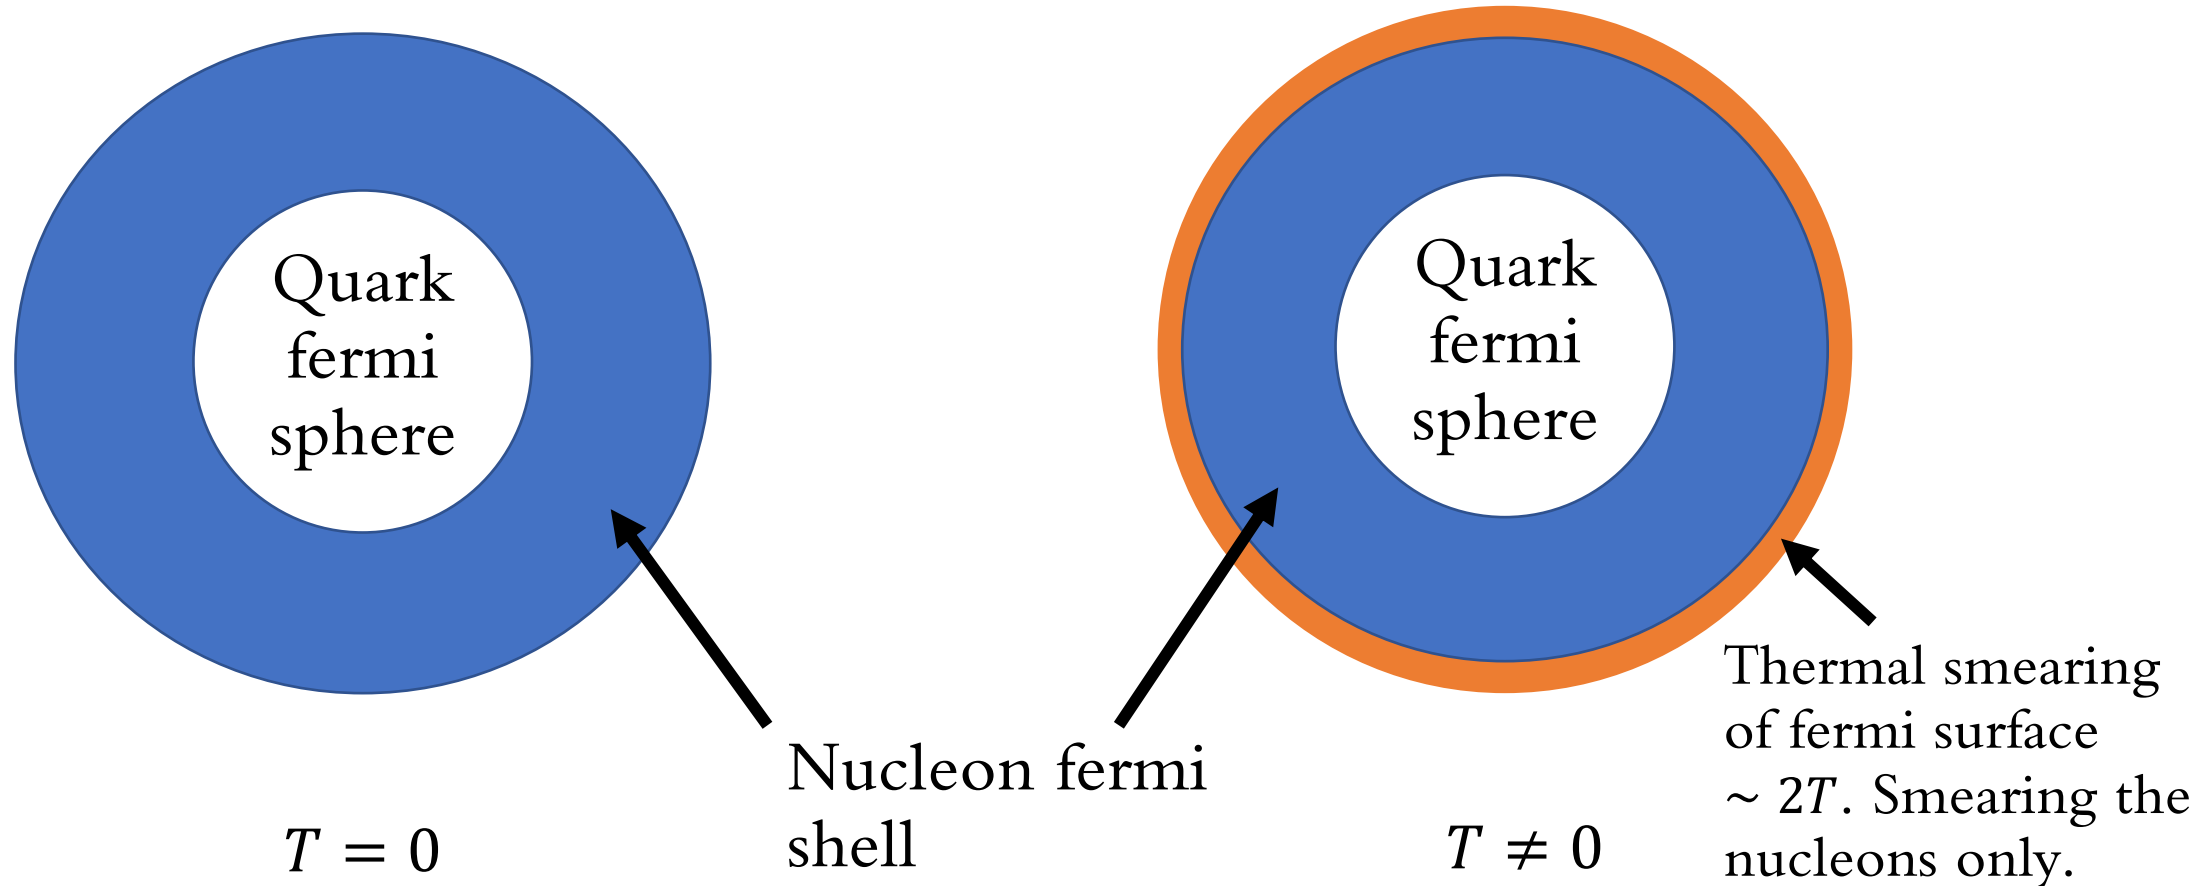 Quark
fermi
sphere
Quark
fermi
sphere
Nucleon fermi
shell
Thermal smearing
of fermi surface
~ 2T. Smearing the
nucleons only.
T = 0
T ≠ 0